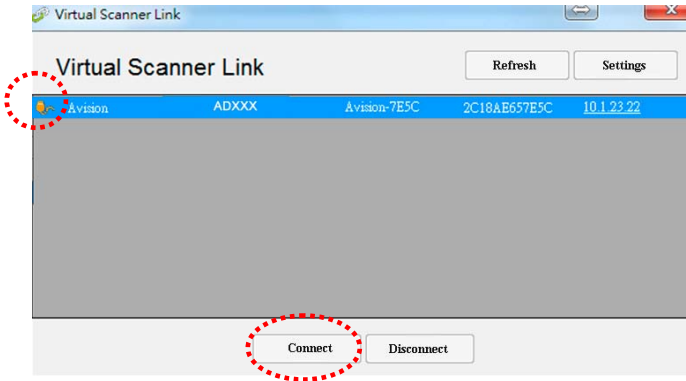 Virtual Scanner Link
Virtual Scanner Link Refresh Settings
Avision ADXXX Avision-7E5C 2C18AE657E5C 10.1.23.22
Connect Disconnect